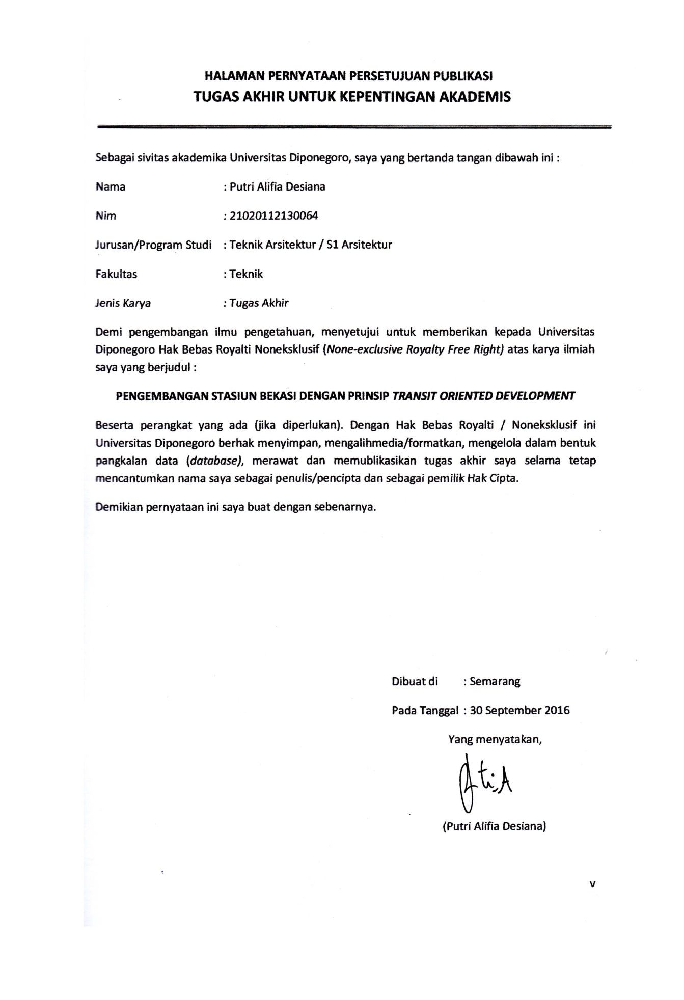 HALAMAN PERNYATAAN PERSETUJUAN PUBLIKASI
TUGAS AKHIR UNTUK KEPENTINGAN AKADEMIS
Sebagai sivitas akademika Universitas Diponegoro, saya yang bertanda tangan dibawah ini :
Nama : Putri Alifia Desiana
Nim : 21020112130064
Jurusan/Program Studi : Teknik Arsitektur / S1 Arsitektur
Fakultas : Teknik
Jenis Karya : Tugas Akhir
Demi pengembangan ilmu pengetahuan, menyetujui untuk memberikan kepada Universitas
Diponegoro Hak Bebas Royalti Noneksklusif (None-exclusive Royalty Free Right) atas karya ilmiah
saya yang berjudul :
PENGEMBANGAN STASIUN BEKASI DENGAN PRINSIP TRANSIT ORIENTED DEVELOPMENT
Beserta perangkat yang ada (jika diperlukan). Dengan Hak Bebas Royalti / Noneksklusif ini
Universitas Diponegoro berhak menyimpan, mengalihmedia/formatkan, mengelola dalam bentuk
pangkalan data (database), merawat dan memublikasikan tugas akhir saya selama tetap
mencantumkan nama saya sebagai penulis/pencipta dan sebagai pemilik Hak Cipta.
Demikian pernyataan ini saya buat dengan sebenarnya.
Dibuat di : Semarang
Pada Tanggal : 30 September 2016
Yang menyatakan,
(Putri Alifia Desiana)
v